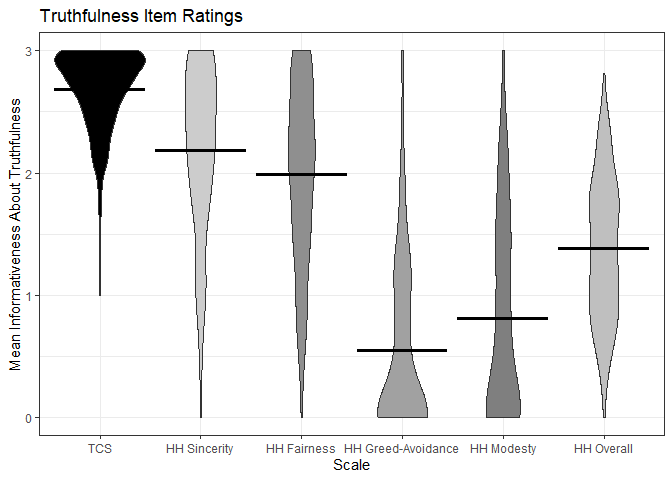 Truthfulness Item Ratings
Mean Informativeness About Truthfulness
3
2
1
0
TCS
HH Sincerity
HH Fairness
HH Greed-Avoidance
HH Modesty
HH Overall
Scale